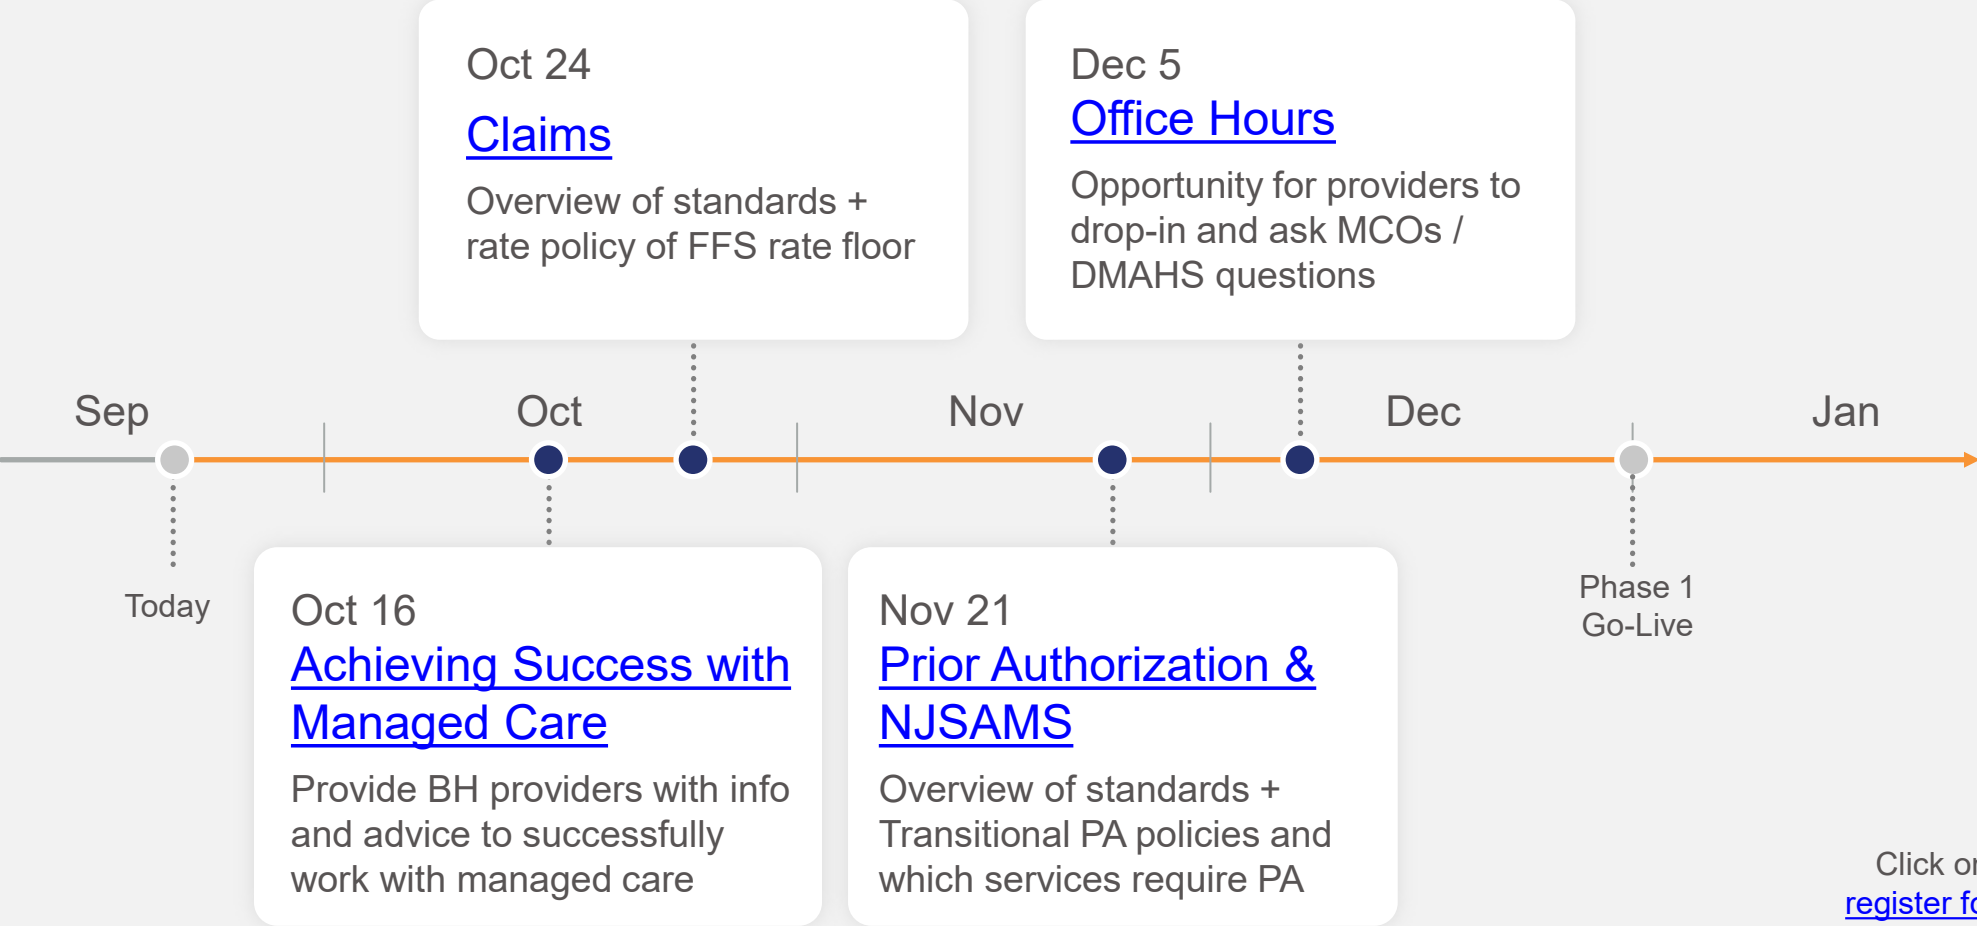 Oct 24
Claims
Overview of standards +
rate policy of FFS rate floor
Dec 5
Office Hours
Opportunity for providers to
drop-in and ask MCOs /
DMAHS questions
Sep
Oct
Nov
Dec
Jan
Today
Oct 16
Achieving Success with
Managed Care
Provide BH providers with info
and advice to successfully
work with managed care
Nov 21
Prior Authorization &
NJSAMS
Overview of standards +
Transitional PA policies and
which services require PA
Phase 1
Go-Live
Click
register